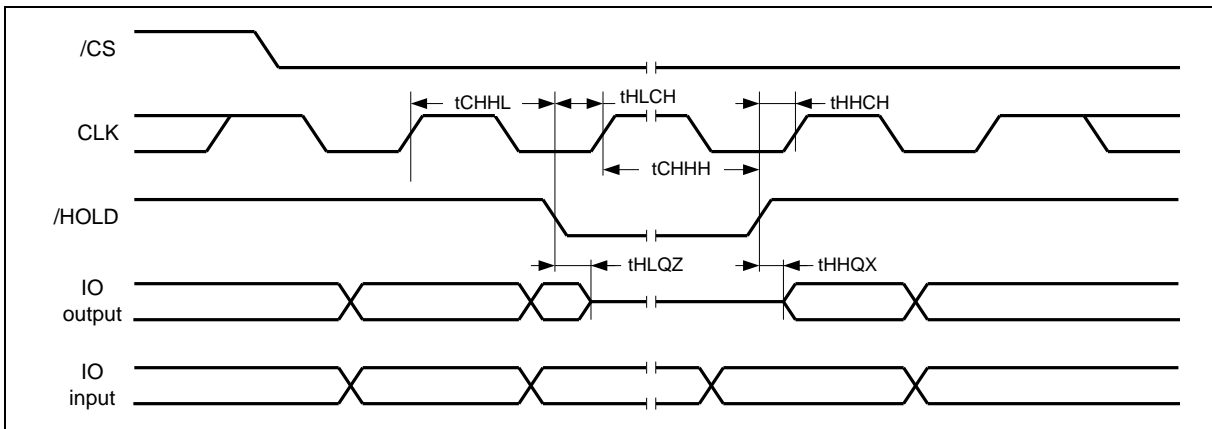 /CS
tCHHL
tHLCH
tHHCH
CLK
tCHHH
/HOLD
tHLQZ
tHHQX
IO
output
IO
input